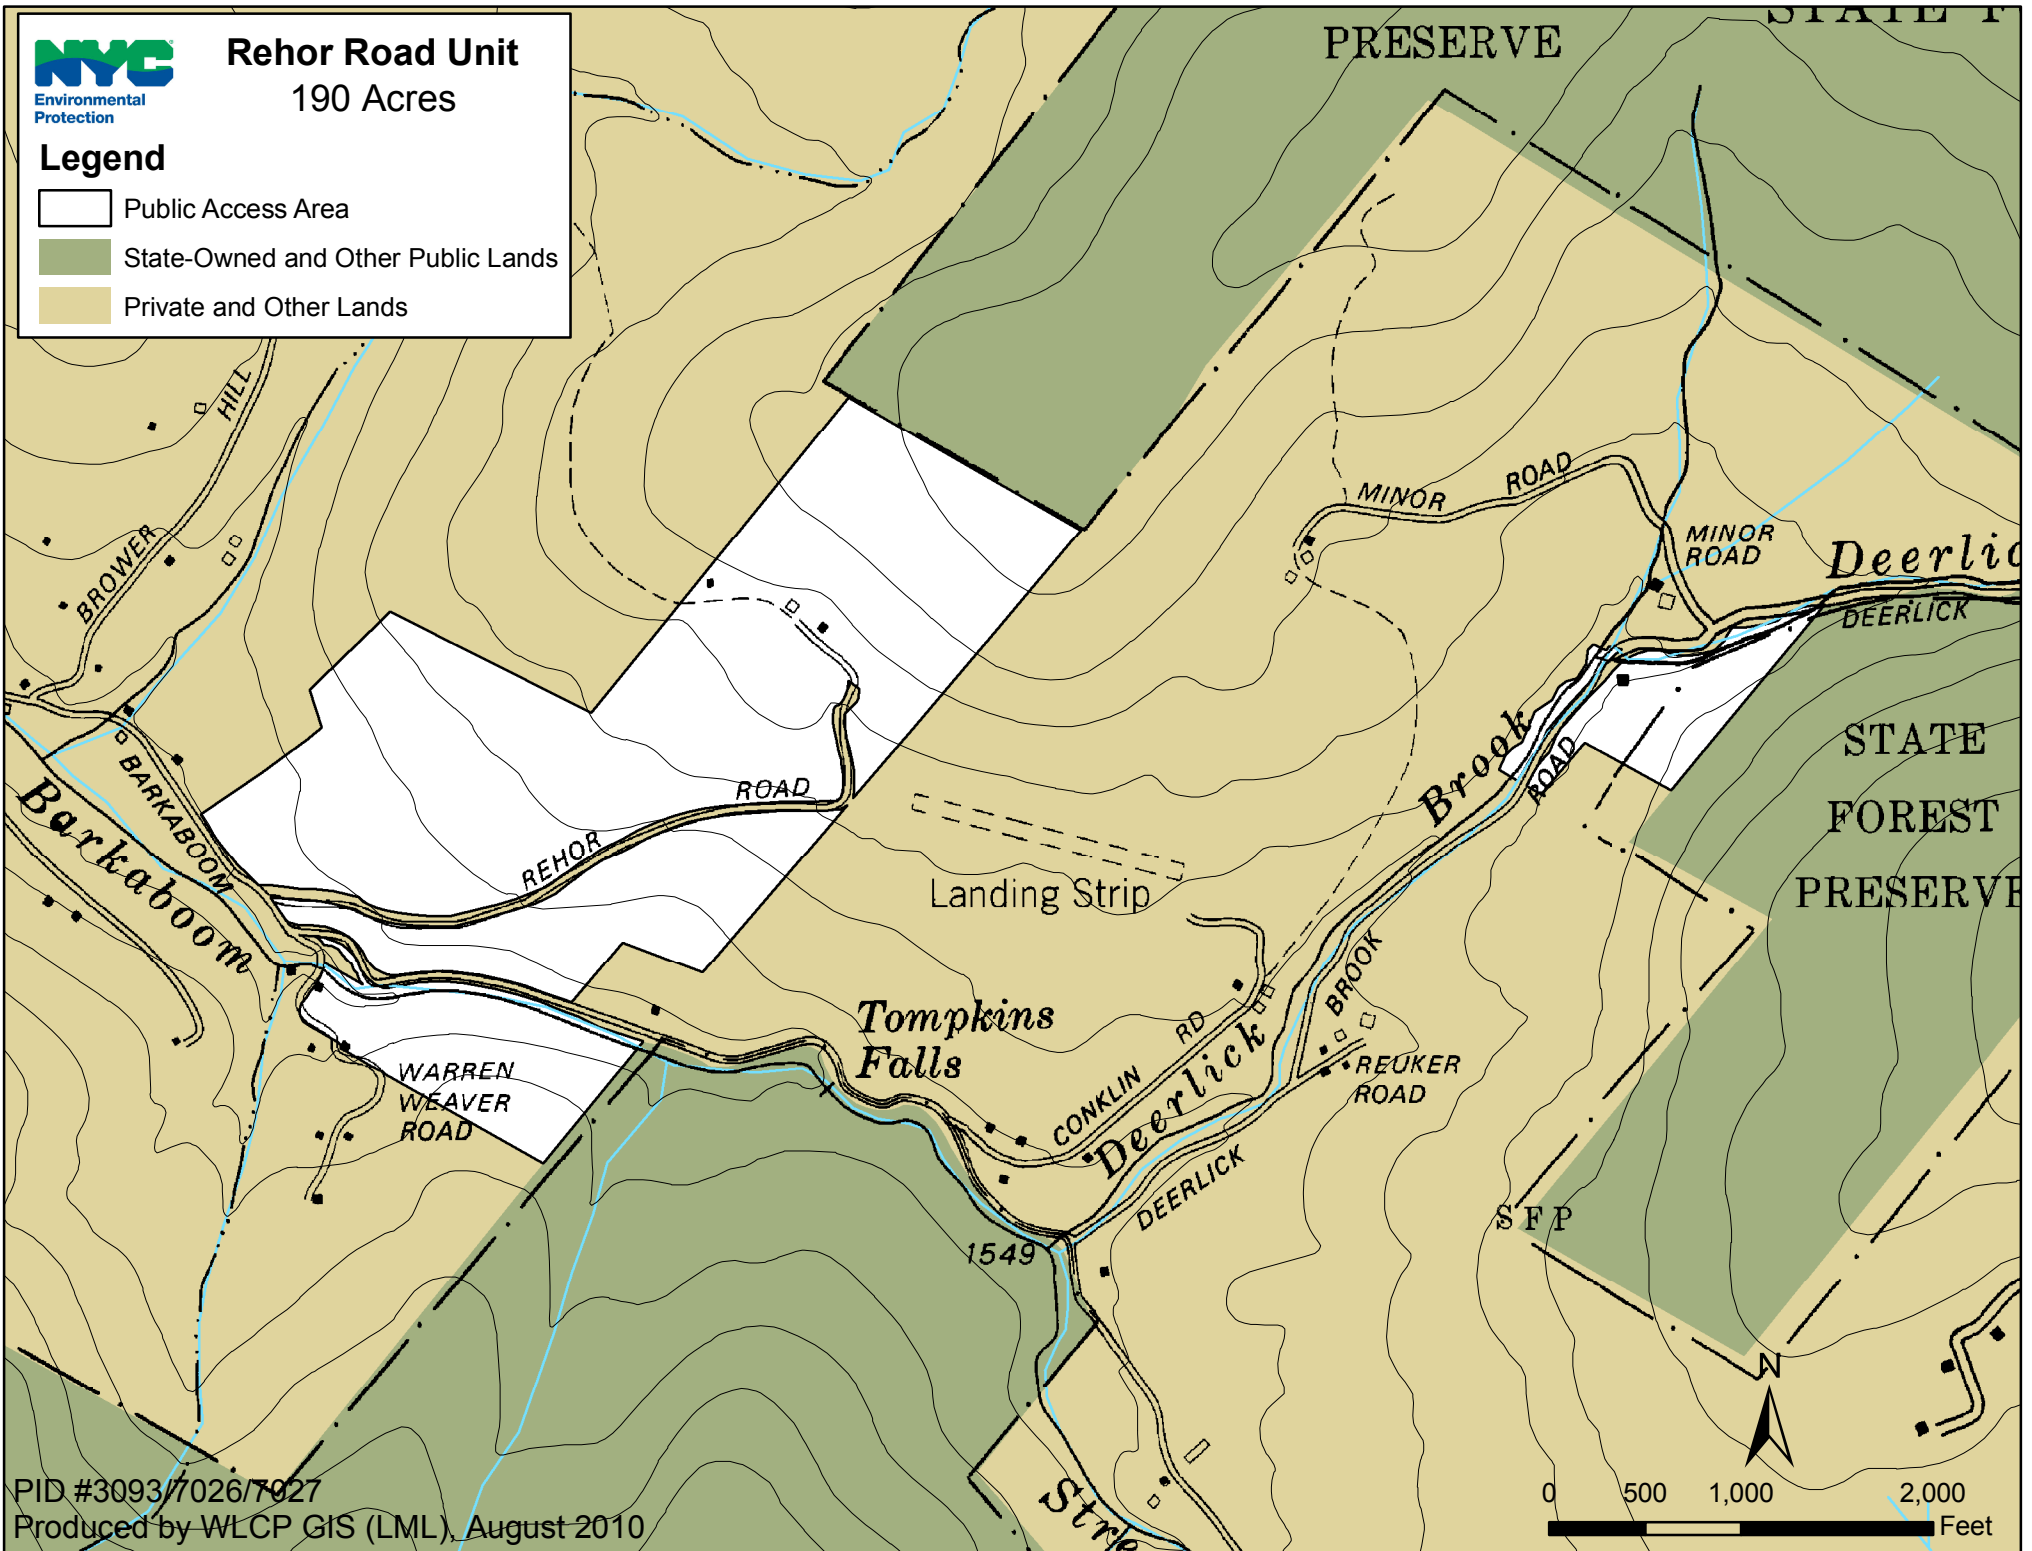 NYC
Environmental
Protection
Rehor Road Unit
190 Acres
Legend
Public Access Area
State-Owned and Other Public Lands
Private and Other Lands
PRESERVE
STATE F
HILL
BROWER
MINOR
ROAD
MINOR
ROAD
Deerlic
DEERLICK
BARKABOOM
Barkaboom
ROAD
REHOR
Landing Strip
Brook
ROAD
STATE
FOREST
PRESERVE
BROOK
Tompkins
Falls
WARREN
WEAVER
ROAD
RD
CONKLIN
Deerlick
REUKER
ROAD
DEERLICK
1549
S F P
N
Stre
PID #3093/7026/7027
Produced by WLCP GIS (LML), August 2010
0 500 1,000 2,000
Feet